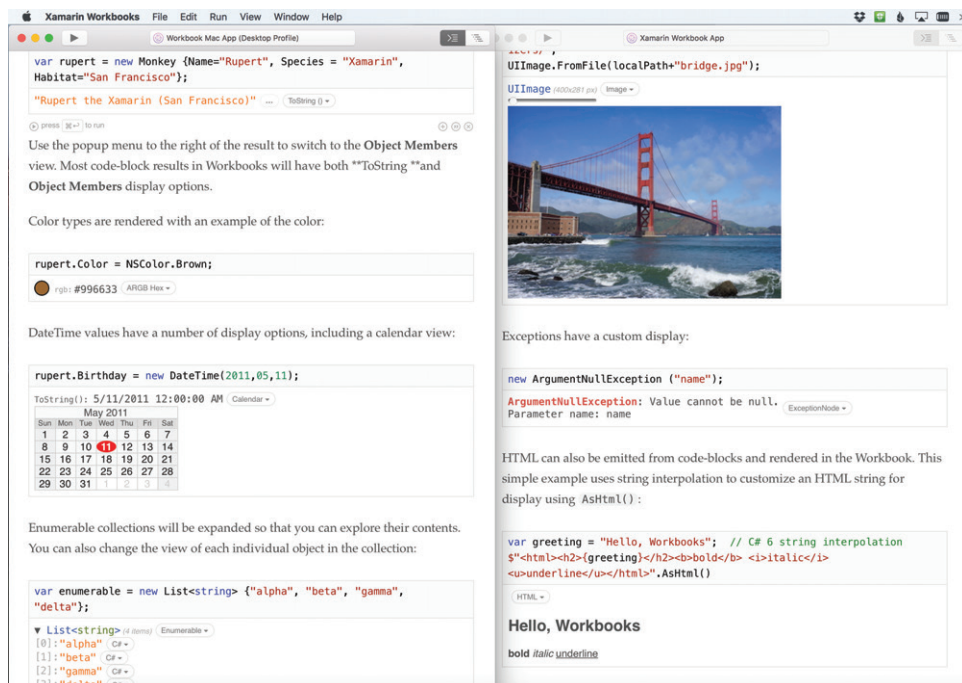 Xamarin Workbooks File Edit Run View Window Help
Workbook Mac App (Desktop Profile)
var rupert = new Monkey {Name="Rupert", Species = "Xamarin",
Habitat="San Francisco"};
"Rupert the Xamarin (San Francisco)" ... ToString ()
press ⌘↩ to run
Use the popup menu to the right of the result to switch to the Object Members
view. Most code-block results in Workbooks will have both **ToString **and
Object Members display options.
Color types are rendered with an example of the color:
rupert.Color = NSColor.Brown;
rgb: #996633 ARGB Hex
DateTime values have a number of display options, including a calendar view:
rupert.Birthday = new DateTime(2011,05,11);
ToString(): 5/11/2011 12:00:00 AM Calendar
May 2011
Sun Mon Tue Wed Thu Fri Sat
1 2 3 4 5 6 7
8 9 10 11 12 13 14
15 16 17 18 19 20 21
22 23 24 25 26 27 28
29 30 31 1 2 3 4
Enumerable collections will be expanded so that you can explore their contents.
You can also change the view of each individual object in the collection:
var enumerable = new List<string> {"alpha", "beta", "gamma",
"delta"};
▼ List<string> (4 items) Enumerable
[0]:"alpha" C#
[1]:"beta" C#
[2]:"gamma" C#
[3]:"delta" C#
Xamarin Workbook App
UIImage.FromFile(localPath+"bridge.jpg");
UIImage (400x281 px) Image
Exceptions have a custom display:
new ArgumentNullException ("name");
ArgumentNullException: Value cannot be null.
Parameter name: name
ExceptionNode
HTML can also be emitted from code-blocks and rendered in the Workbook. This
simple example uses string interpolation to customize an HTML string for
display using AsHtml():
var greeting = "Hello, Workbooks"; // C# 6 string interpolation
$"<html><h2>{greeting}</h2><b>bold</b> <i>italic</i>
<u>underline</u></html>".AsHtml()
HTML
Hello, Workbooks
bold italic underline